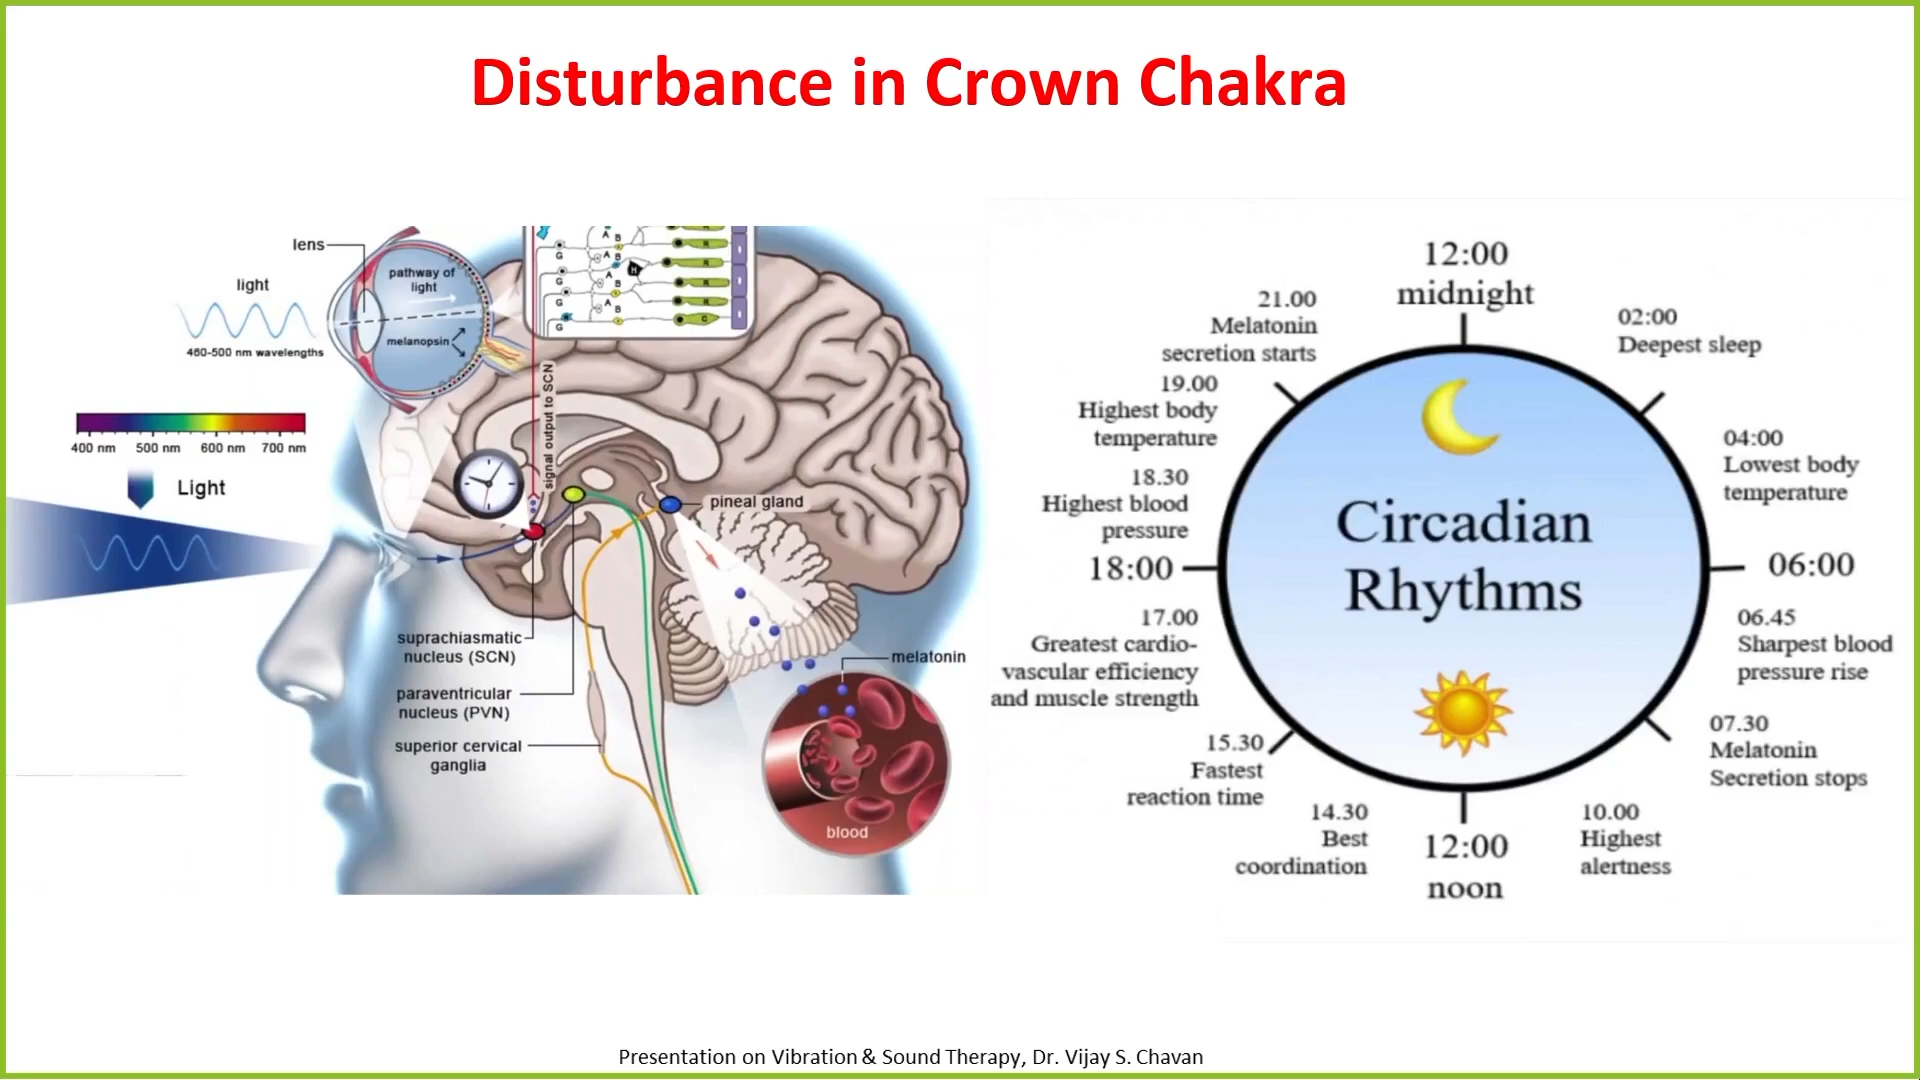 Disturbance in Crown Chakra
lens
light
460-500 nm wavelengths
pathway of
light
melanopsin
A
B
R
G
A
B
H
R
G
B
R
G
A
R
G
B
C
signal output to SCN
400 nm 500 nm 600 nm 700 nm
Light
pineal gland
suprachiasmatic
nucleus (SCN)
paraventricular
nucleus (PVN)
superior cervical
ganglia
melatonin
blood
12:00
midnight
02:00
Deepest sleep
04:00
Lowest body
temperature
06:00
06.45
Sharpest blood
pressure rise
07.30
Melatonin
Secretion stops
10.00
Highest
alertness
12:00
noon
14.30
Best
coordination
15.30
Fastest
reaction time
17.00
Greatest cardio-
vascular efficiency
and muscle strength
18:00
18.30
Highest blood
pressure
19.00
Highest body
temperature
21.00
Melatonin
secretion starts
Circadian
Rhythms
Presentation on Vibration & Sound Therapy, Dr. Vijay S. Chavan